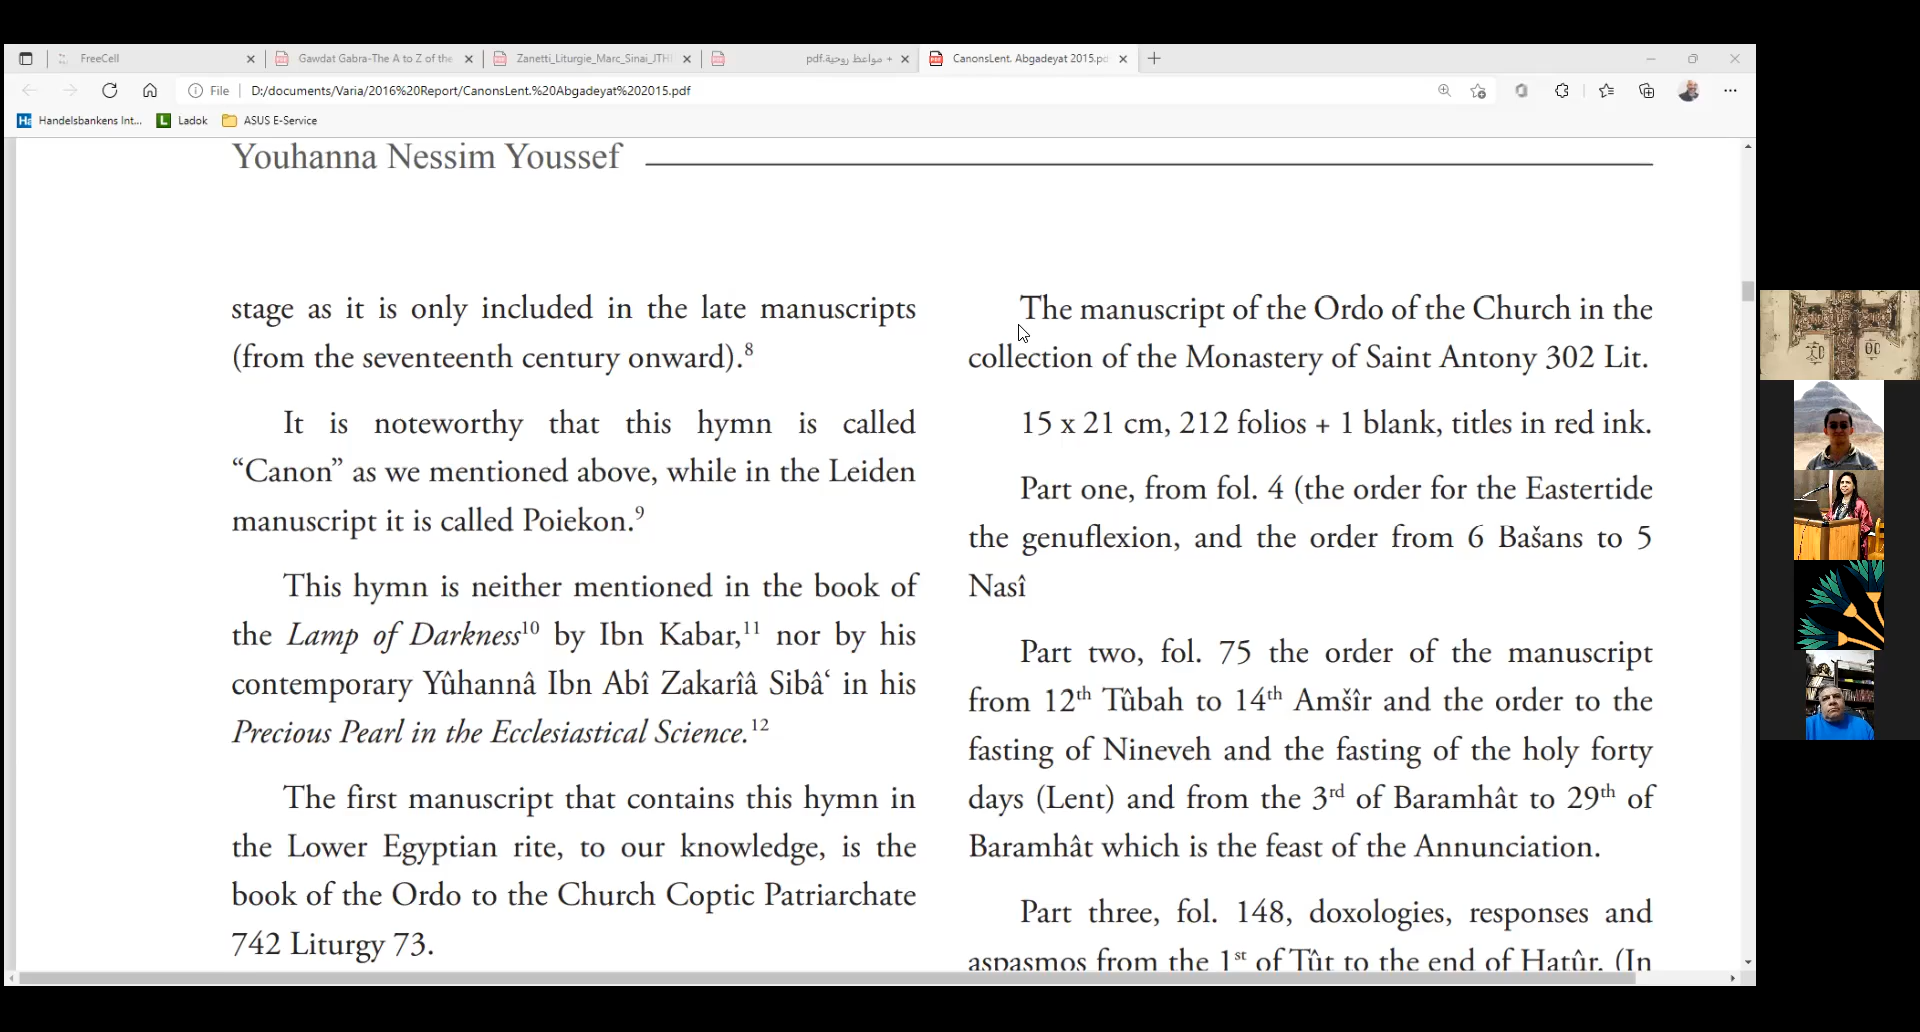 FreeCell
Gawdat Gabra-The A to Z of the
Zanetti_Liturgie_Marc_Sinai_JTH
+ مواعظ روحية.pdf
CanonsLent. Abgadeyat 2015.pd
File
D:/documents/Varia/2016%20Report/CanonsLent.%20Abgadeyat%202015.pdf
Handelsbankens Int...
Ladok
ASUS E-Service
Youhanna Nessim Youssef
stage as it is only included in the late manuscripts
(from the seventeenth century onward).8
It is noteworthy that this hymn is called
“Canon” as we mentioned above, while in the Leiden
manuscript it is called Poiekon.9
This hymn is neither mentioned in the book of
the Lamp of Darkness10 by Ibn Kabar,11 nor by his
contemporary Yûhannâ Ibn Abî Zakarîâ Sibâ‘ in his
Precious Pearl in the Ecclesiastical Science.12
The first manuscript that contains this hymn in
the Lower Egyptian rite, to our knowledge, is the
book of the Ordo to the Church Coptic Patriarchate
742 Liturgy 73.
The manuscript of the Ordo of the Church in the
collection of the Monastery of Saint Antony 302 Lit.
15 x 21 cm, 212 folios + 1 blank, titles in red ink.
Part one, from fol. 4 (the order for the Eastertide
the genuflexion, and the order from 6 Bašans to 5
Nasî
Part two, fol. 75 the order of the manuscript
from 12th Tûbah to 14th Amšîr and the order to the
fasting of Nineveh and the fasting of the holy forty
days (Lent) and from the 3rd of Baramhât to 29th of
Baramhât which is the feast of the Annunciation.
Part three, fol. 148, doxologies, responses and
aspasmos from the 1st of Tût to the end of Hatûr. (In